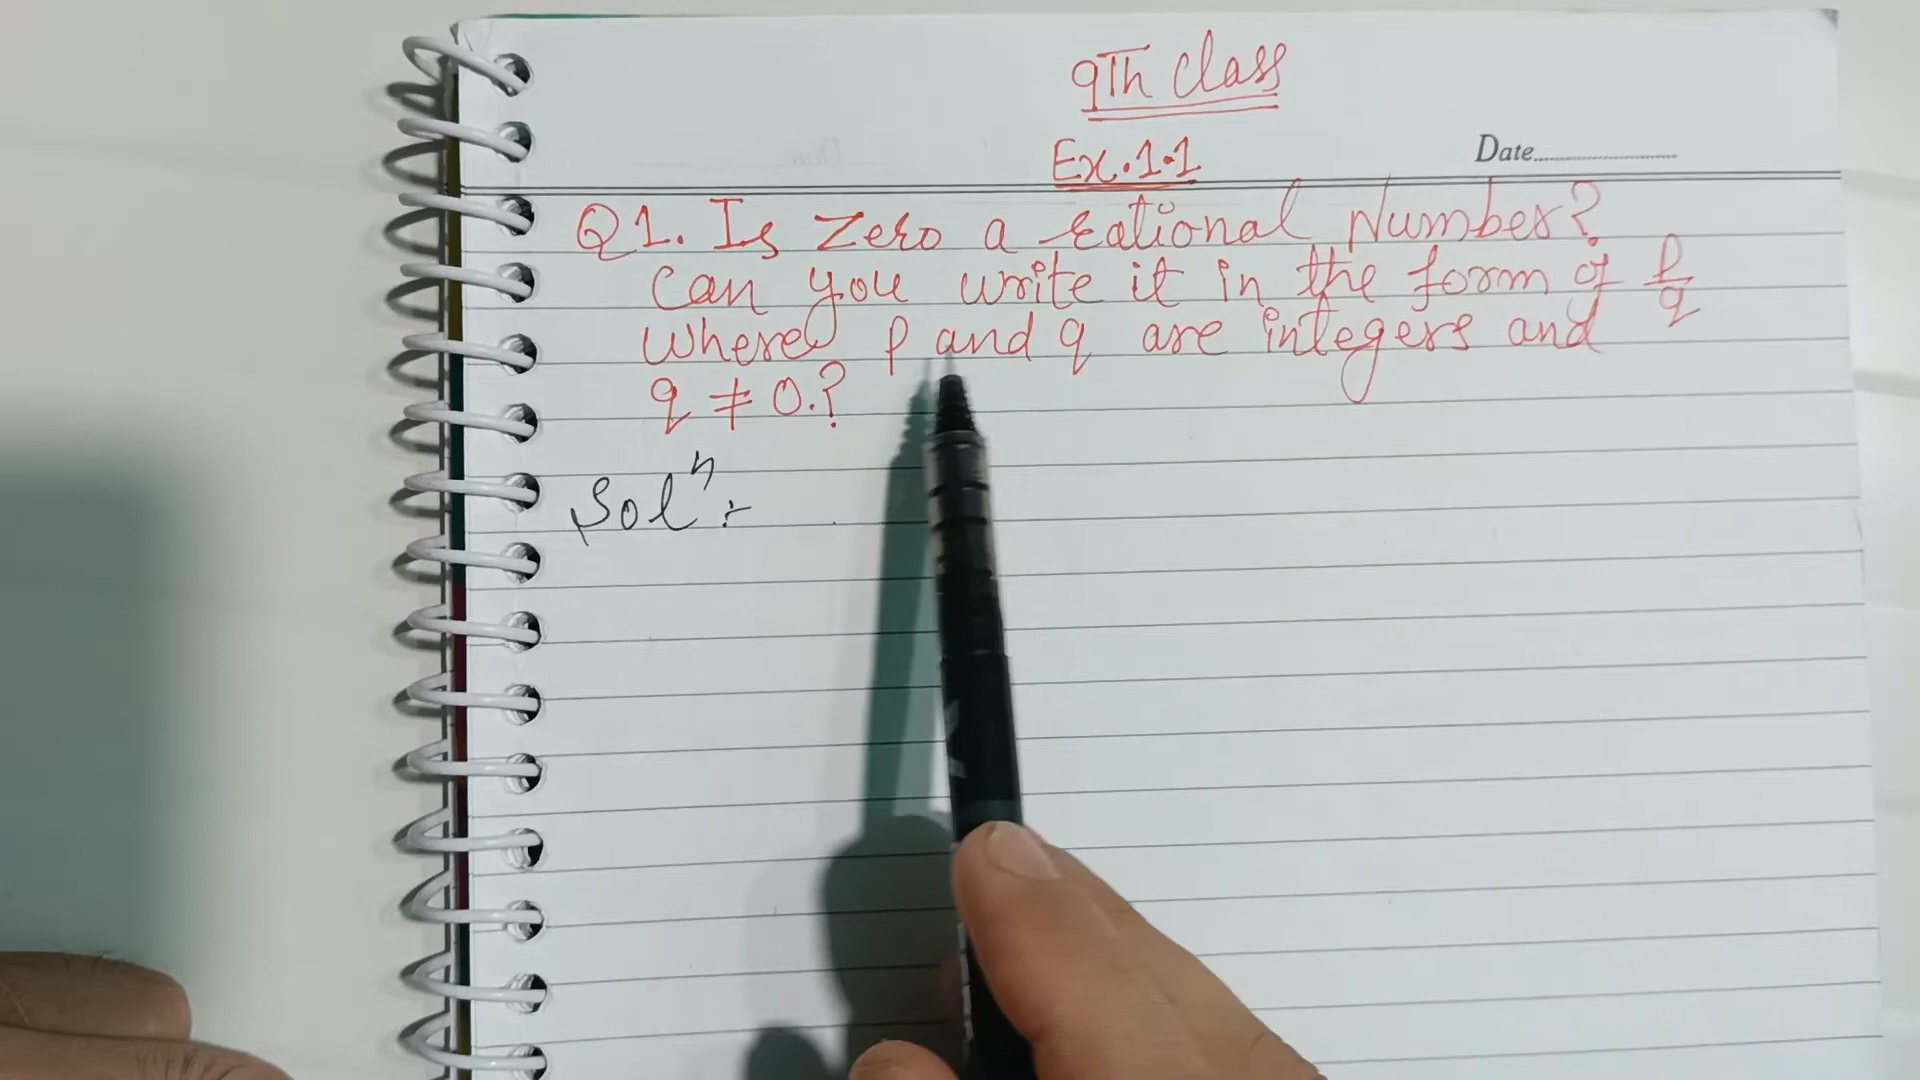 9Th Class
Ex.1.1
Date
Q1. Is Zero a rational Number?
Can you write it in the form of p/q
where p and q are integers and
q ≠ 0.?
Solⁿ:-